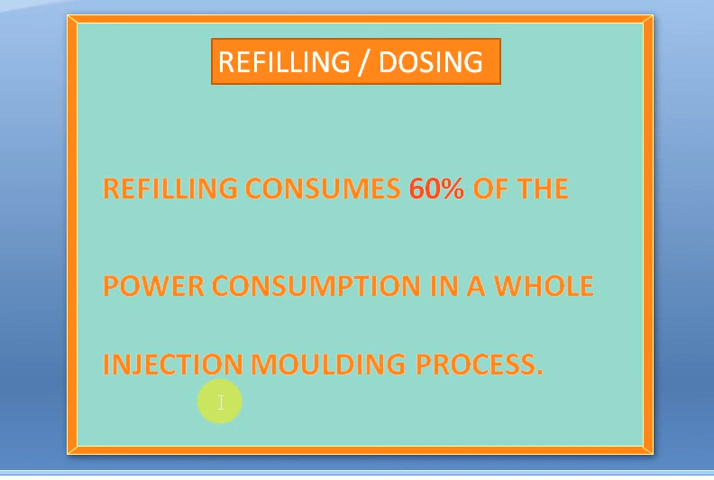 REFILLING / DOSING
REFILLING CONSUMES 60% OF THE
POWER CONSUMPTION IN A WHOLE
INJECTION MOULDING PROCESS.